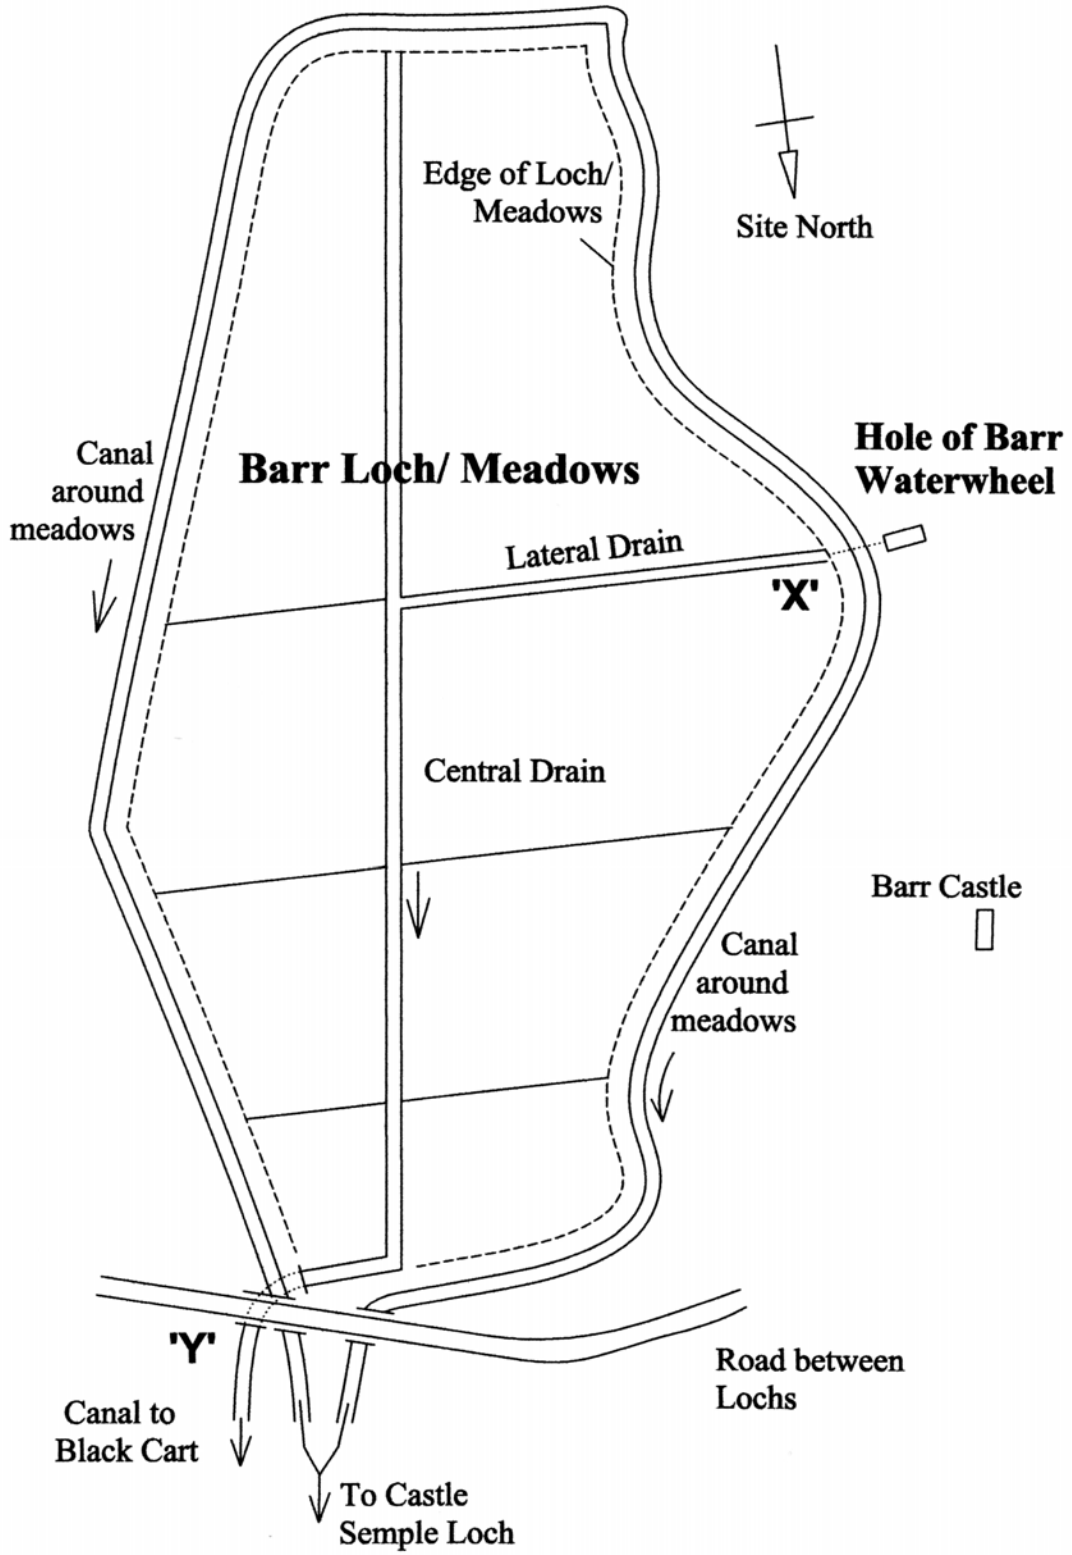 Edge of Loch/
Meadows
Site North
Canal
around
meadows
Barr Loch/ Meadows
Hole of Barr
Waterwheel
Lateral Drain
'X'
Central Drain
Barr Castle
Canal
around
meadows
'Y'
Road between
Lochs
Canal to
Black Cart
To Castle
Semple Loch